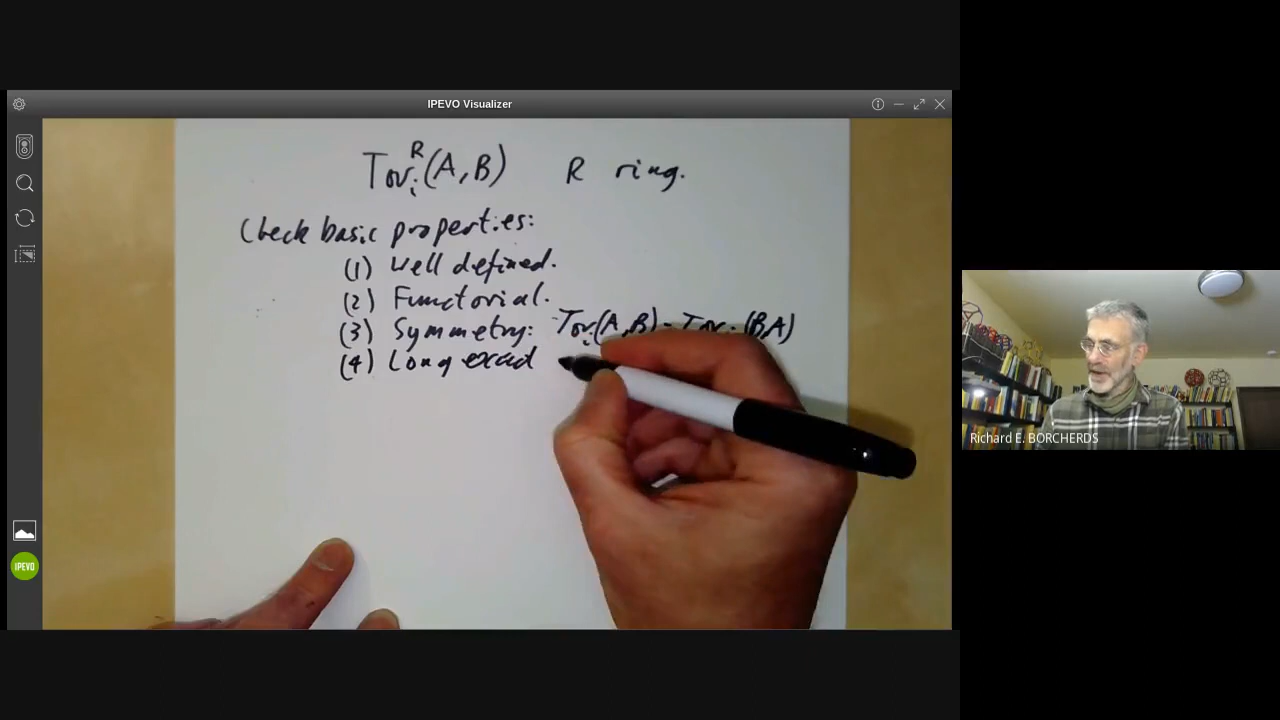 IPEVO Visualizer
Tor_i^R(A,B) R ring.
Check basic properties:
(1) Well defined.
(2) Functorial.
(3) Symmetry: Tor_i(A,B) = Tor_i(B,A)
(4) Long exact
IPEVO
Richard E. BORCHERDS